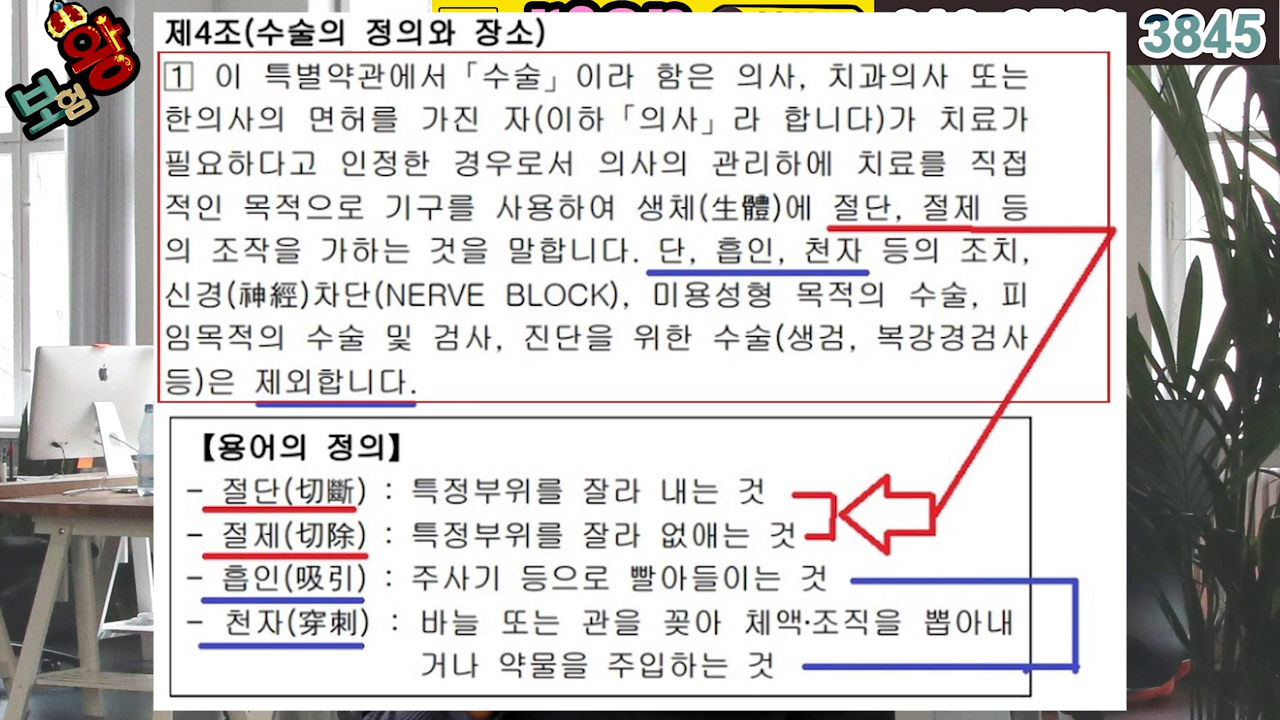 보험왕
3845
제4조(수술의 정의와 장소)
1 이 특별약관에서 「수술」이라 함은 의사, 치과의사 또는
한의사의 면허를 가진 자(이하 「의사」라 합니다)가 치료가
필요하다고 인정한 경우로서 의사의 관리하에 치료를 직접
적인 목적으로 기구를 사용하여 생체(生體)에 절단, 절제 등
의 조작을 가하는 것을 말합니다. 단, 흡인, 천자 등의 조치,
신경(神經)차단(NERVE BLOCK), 미용성형 목적의 수술, 피
임목적의 수술 및 검사, 진단을 위한 수술(생검, 복강경검사
등)은 제외합니다.
【용어의 정의】
- 절단(切斷) : 특정부위를 잘라 내는 것
- 절제(切除) : 특정부위를 잘라 없애는 것
- 흡인(吸引) : 주사기 등으로 빨아들이는 것
- 천자(穿刺) : 바늘 또는 관을 꽂아 체액·조직을 뽑아내
거나 약물을 주입하는 것